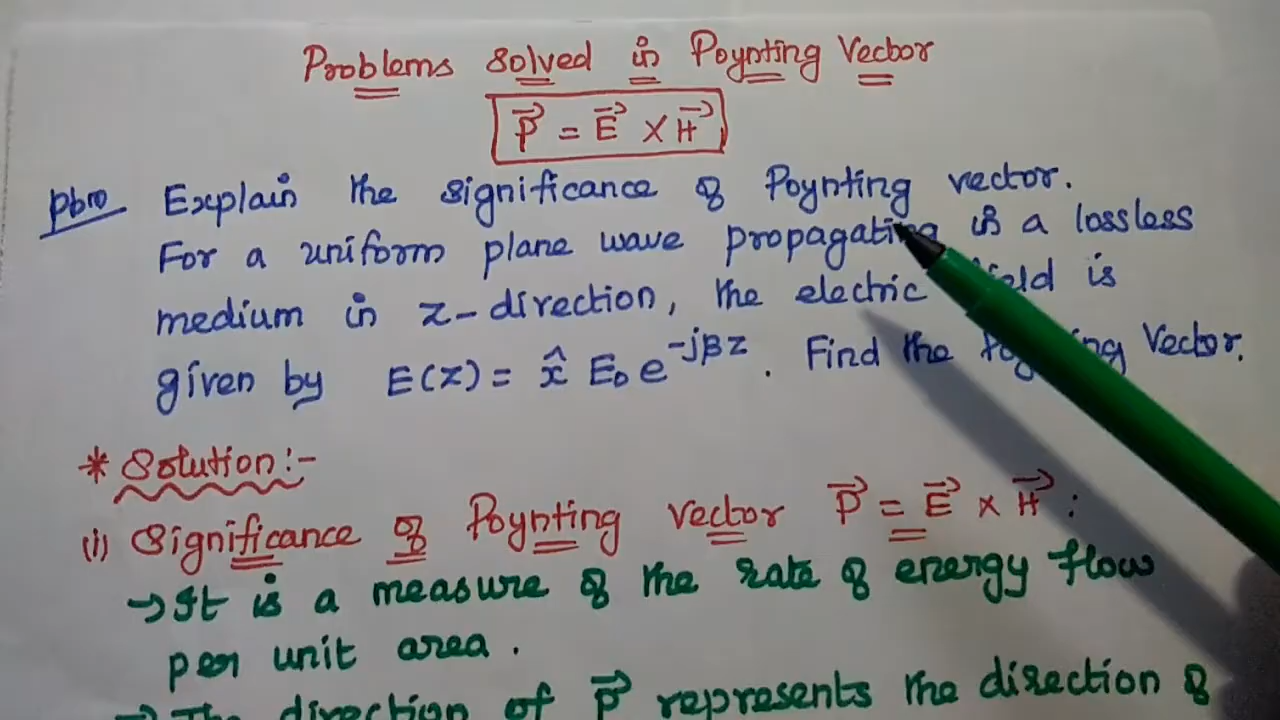 Problems solved in Poynting Vector
P⃗ = E⃗ × H⃗
Explain the significance of Poynting vector.
For a uniform plane wave propagating in a lossless
medium in z-direction, the electric field is
given by E(z) = x̂ E₀ e^-jβz. Find the Poynting Vector.
* Solution:-
(i) Significance of Poynting vector P⃗ = E⃗ × H⃗ :
→ It is a measure of the rate of energy flow
per unit area.
→ The direction of P⃗ represents the direction of